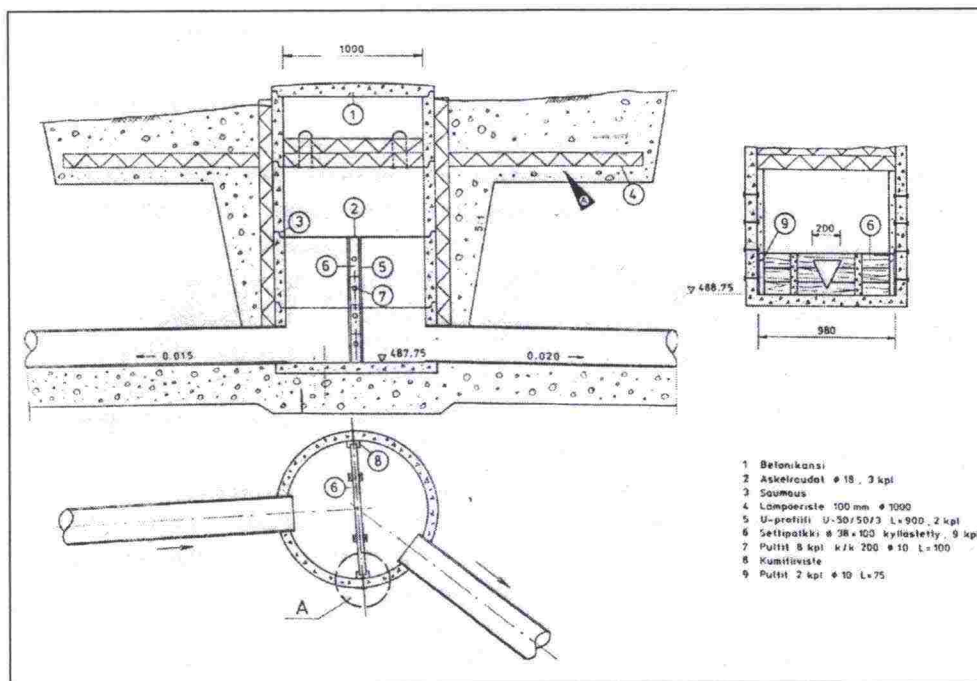 1000
1
2
3
4
A
6
5
7
5:1
0.015
487.75
0.020
9
200
6
488.75
980
8
6
A
1 Betonikansi
2 Askelraudat ø 18, 3 kpl
3 Saumaus
4 Lämpöeriste 100 mm ø 1000
5 U-profiili U-50/50/3 L=900, 2 kpl
6 Settipalkki ø 38×100 kyllästetty, 9 kpl
7 Pultit 8 kpl k/k 200 ø 10 L=100
8 Kumitiiviste
9 Pultit 2 kpl ø 10 L=75